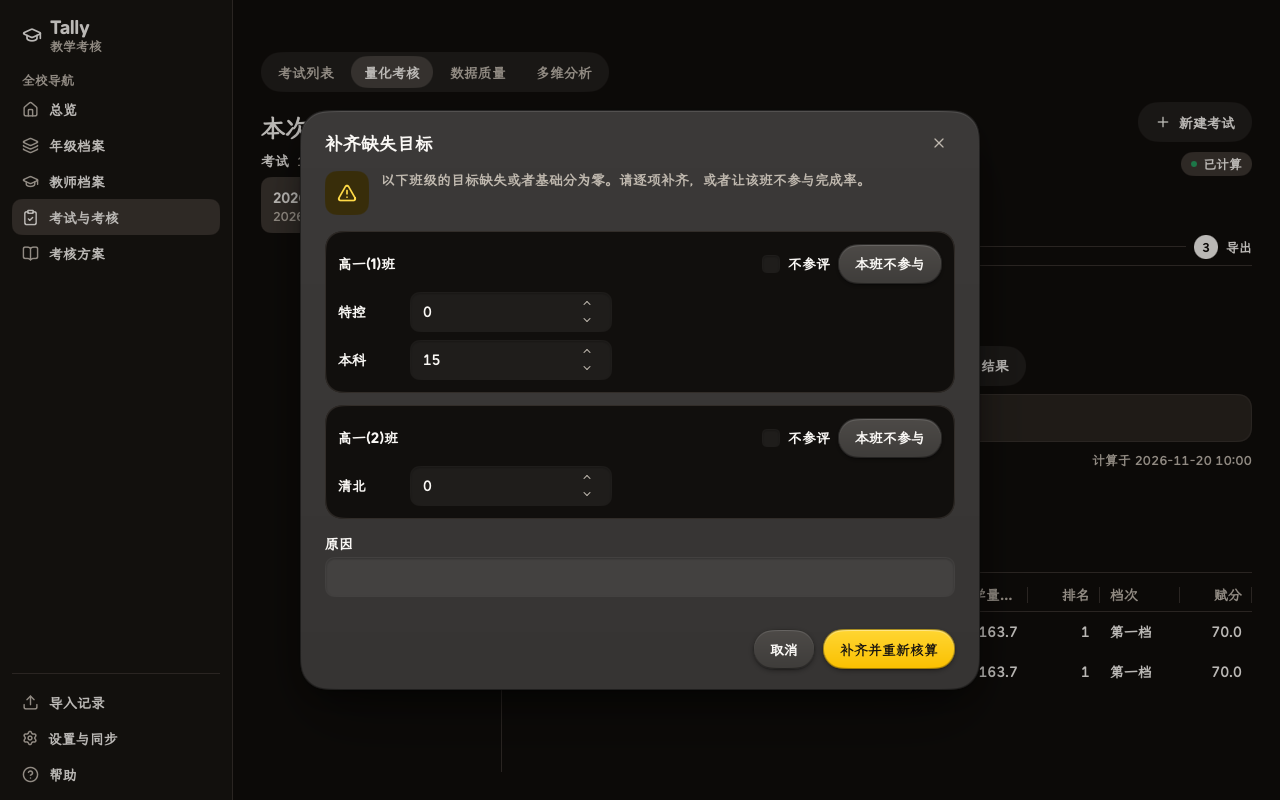 Tally
教学考核
全校导航
总览
年级档案
教师档案
考试与考核
考核方案
导入记录
设置与同步
帮助
考试列表
量化考核
数据质量
多维分析
本次
新建考试
考试
已计算
2026
2026
3 导出
结果
计算于 2026-11-20 10:00
排名 档次 赋分
163.7 1 第一档 70.0
163.7 1 第一档 70.0
补齐缺失目标
以下班级的目标缺失或者基础分为零。请逐项补齐，或者让该班不参与完成率。
高一(1)班 不参评 本班不参与
特控 0
本科 15
高一(2)班 不参评 本班不参与
清北 0
原因
取消 补齐并重新核算